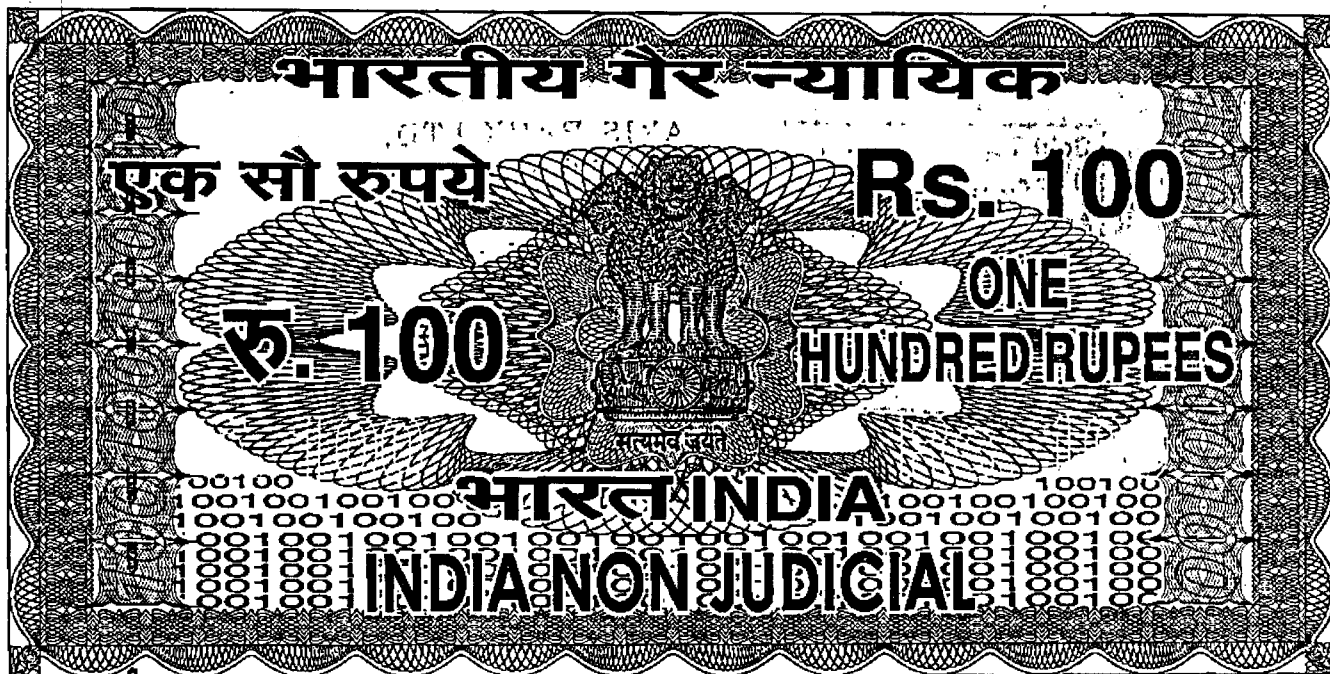 भारतीय गैर न्यायिक
एक सौ रुपये
Rs. 100
रु. 100
ONE
HUNDRED RUPEES
सत्यमेव जयते
भारत INDIA
INDIA NON JUDICIAL